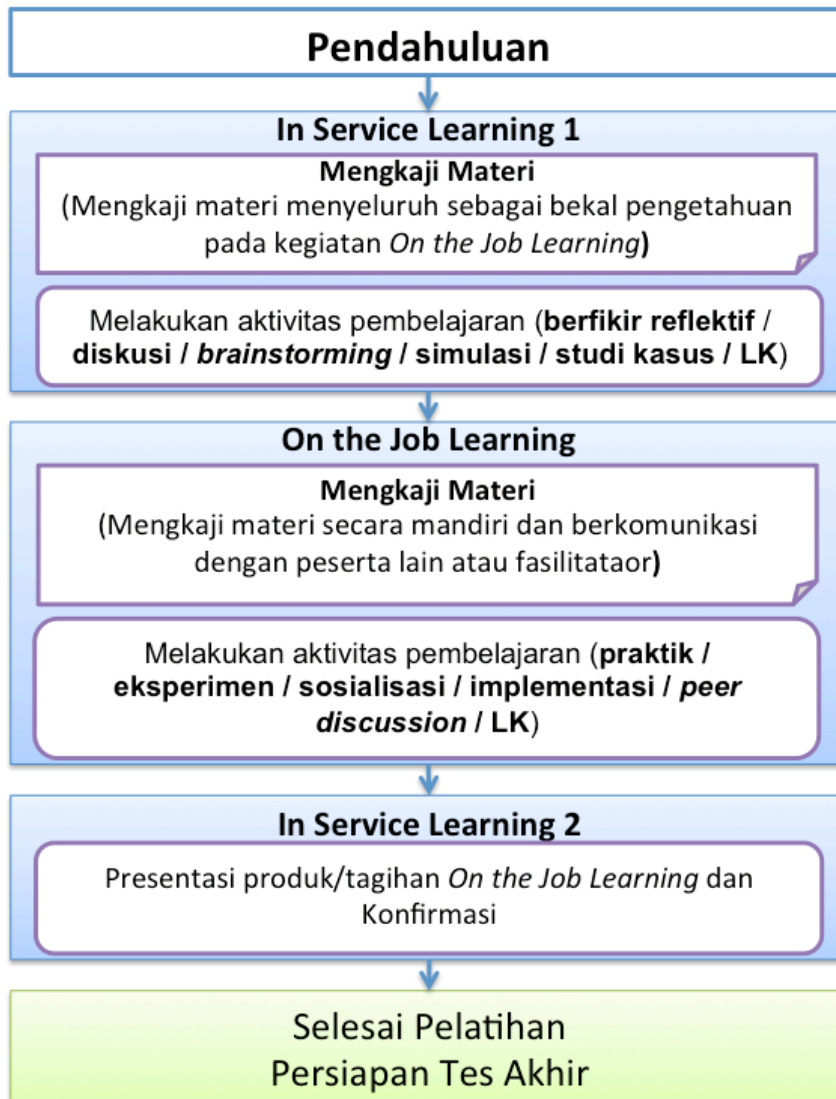 Pendahuluan
In Service Learning 1
Mengkaji Materi
(Mengkaji materi menyeluruh sebagai bekal pengetahuan
pada kegiatan On the Job Learning)
Melakukan aktivitas pembelajaran (berfikir reflektif /
diskusi / brainstorming / simulasi / studi kasus / LK)
On the Job Learning
Mengkaji Materi
(Mengkaji materi secara mandiri dan berkomunikasi
dengan peserta lain atau fasilitataor)
Melakukan aktivitas pembelajaran (praktik /
eksperimen / sosialisasi / implementasi / peer
discussion / LK)
In Service Learning 2
Presentasi produk/tagihan On the Job Learning dan
Konfirmasi
Selesai Pelatihan
Persiapan Tes Akhir